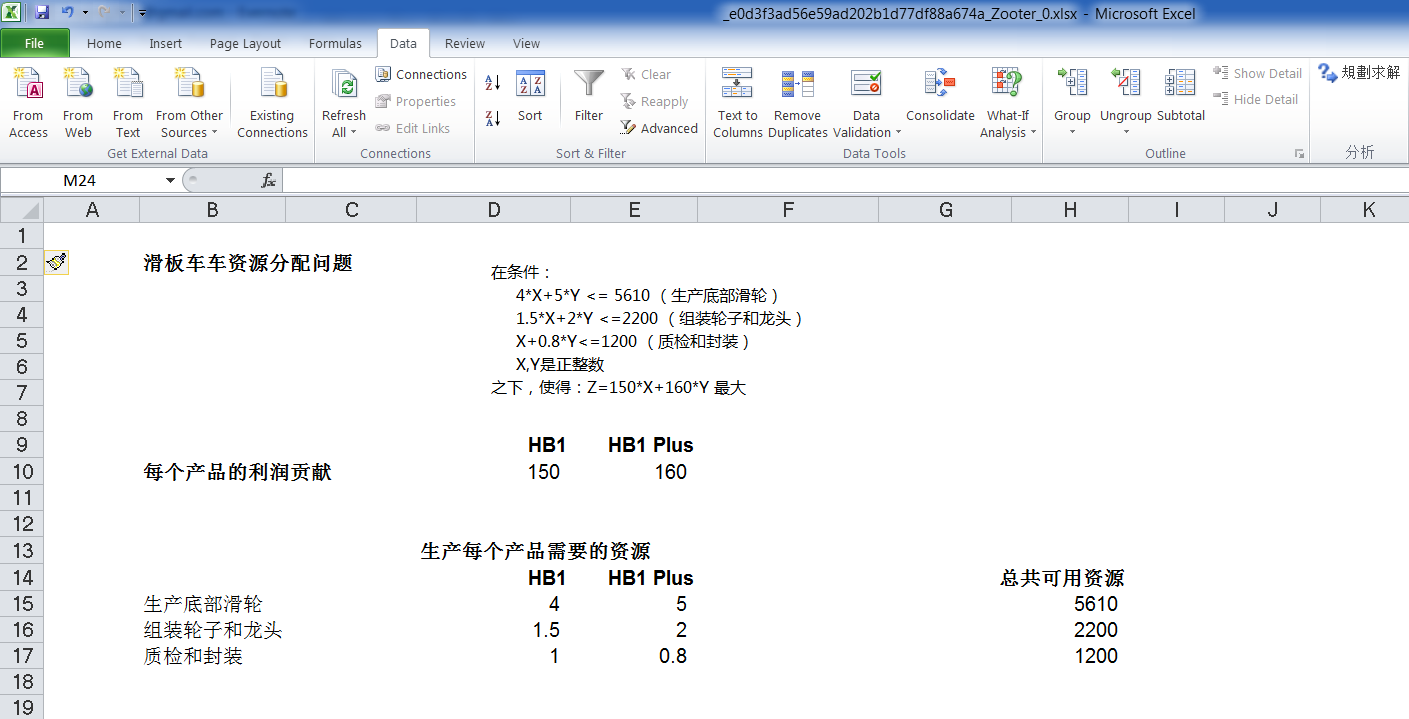 _e0d3f3ad56e59ad202b1d77df88a674a_Zooter_0.xlsx - Microsoft Excel
File Home Insert Page Layout Formulas Data Review View
From Access
From Web
From Text
From Other Sources
Existing Connections
Get External Data
Refresh All
Connections
Properties
Edit Links
Connections
Sort
Filter
Clear
Reapply
Advanced
Sort & Filter
Text to Columns
Remove Duplicates
Data Validation
Consolidate
What-If Analysis
Data Tools
Group
Ungroup
Subtotal
Show Detail
Hide Detail
Outline
規劃求解
分析
M24
fx
A B C D E F G H I J K
1
2 滑板车车资源分配问题
在条件：
3 4*X+5*Y <= 5610 （生产底部滑轮）
4 1.5*X+2*Y <=2200 （组装轮子和龙头）
5 X+0.8*Y<=1200 （质检和封装）
6 X,Y是正整数
7 之下，使得：Z=150*X+160*Y 最大
8
9 HB1 HB1 Plus
10 每个产品的利润贡献 150 160
11
12
13 生产每个产品需要的资源
14 HB1 HB1 Plus 总共可用资源
15 生产底部滑轮 4 5 5610
16 组装轮子和龙头 1.5 2 2200
17 质检和封装 1 0.8 1200
18
19